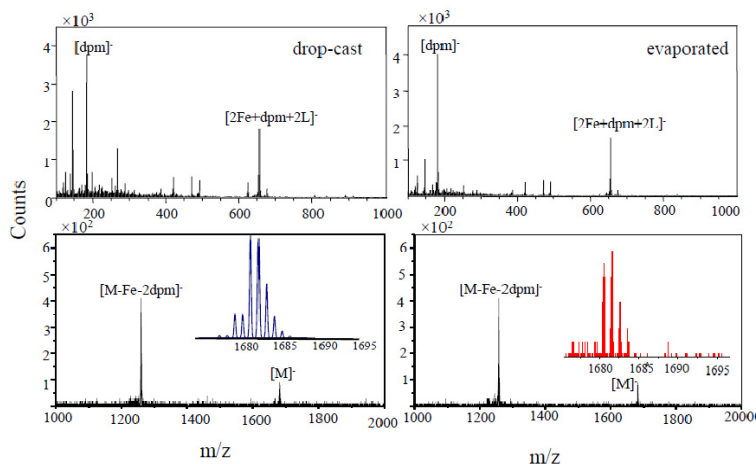 ×10³
×10³
4
[dpm]⁻
drop-cast
4
[dpm]⁻
evaporated
3
3
2
[2Fe+dpm+2L]⁻
2
[2Fe+dpm+2L]⁻
1
1
0
0
200 400 600 800 1000
200 400 600 800 1000
Counts
×10²
×10²
6
6
5
[M-Fe-2dpm]⁻
5
[M-Fe-2dpm]⁻
4
4
3
3
1680 1685 1690 1695
1680 1685 1690 1695
2
2
[M]⁻
[M]⁻
1
1
1000 1200 1400 1600 1800 2000
1000 1200 1400 1600 1800 2000
m/z
m/z